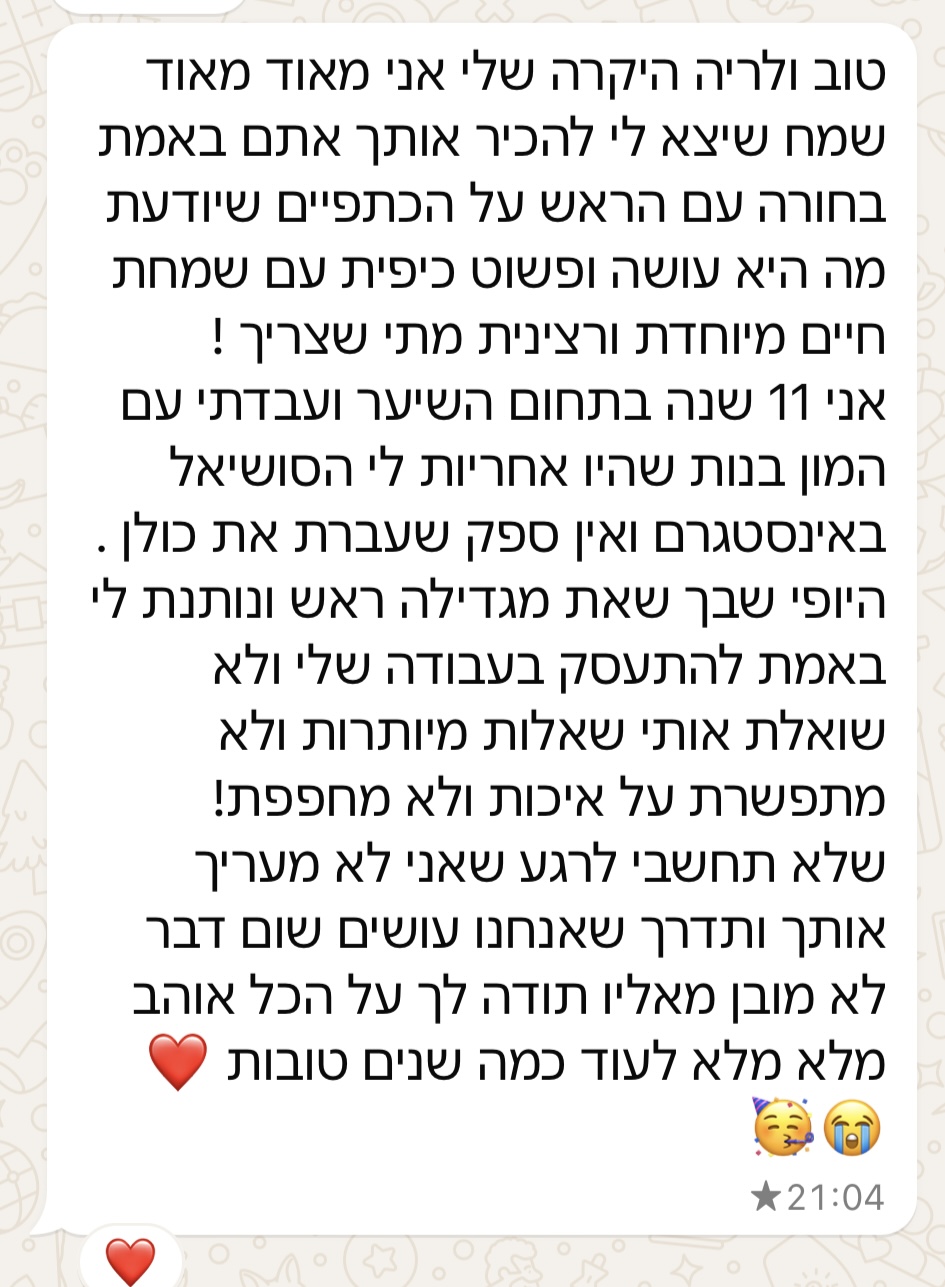 טוב ולריה היקרה שלי אני מאוד מאוד
שמח שיצא לי להכיר אותך אתם באמת
בחורה עם הראש על הכתפיים שיודעת
מה היא עושה ופשוט כיפית עם שמחת
חיים מיוחדת ורצינית מתי שצריך !
אני 11 שנה בתחום השיער ועבדתי עם
המון בנות שהיו אחריות לי הסושיאל
באינסטגרם ואין ספק שעברת את כולן .
היופי שבך שאת מגדילה ראש ונותנת לי
באמת להתעסק בעבודה שלי ולא
שואלת אותי שאלות מיותרות ולא
מתפשרת על איכות ולא מחפפת!
שלא תחשבי לרגע שאני לא מעריך
אותך ותדרך שאנחנו עושים שום דבר
לא מובן מאליו תודה לך על הכל אוהב
מלא מלא לעוד כמה שנים טובות ❤️
😭🥳
★21:04
❤️